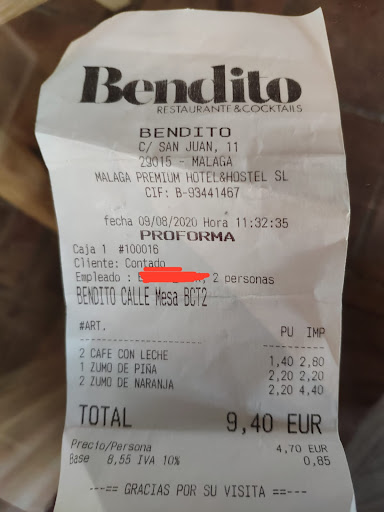 Bendito
RESTAURANTE & COCKTAILS
BENDITO
C/ SAN JUAN, 11
29015 - MALAGA
MALAGA PREMIUM HOTEL&HOSTEL SL
CIF: B-93441467
fecha 09/08/2020 Hora 11:32:35
PROFORMA
Caja 1 #100016
Cliente: Contado
Empleado : 2 personas
BENDITO CALLE Mesa BCT2
#ART. PU IMP
2 CAFE CON LECHE 1,40 2,80
1 ZUMO DE PIÑA 2,20 2,20
2 ZUMO DE NARANJA 2,20 4,40
TOTAL 9,40 EUR
Precio/Persona 4,70 EUR
Base 8,55 IVA 10% 0,85
---== GRACIAS POR SU VISITA ==---